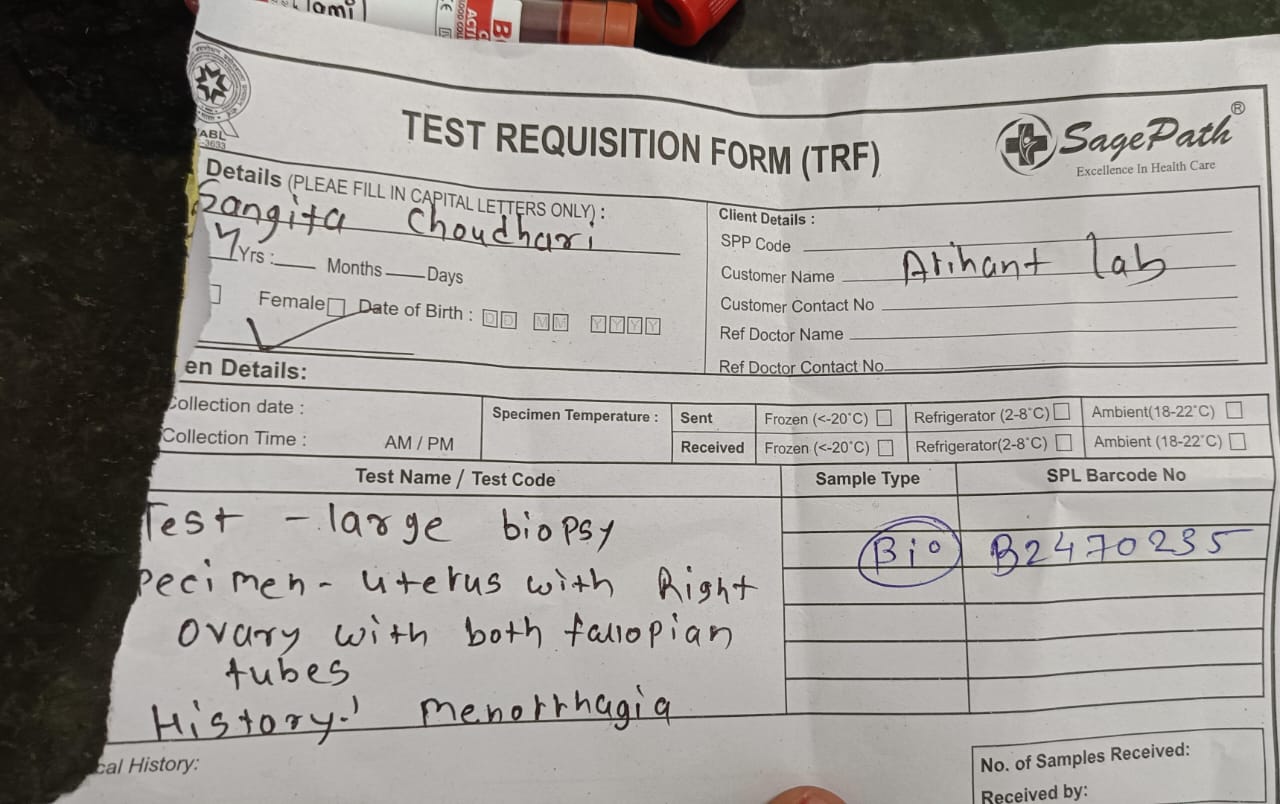 Tami
ABL
TEST REQUISITION FORM (TRF)
SagePath®
Excellence In Health Care
Details (PLEAE FILL IN CAPITAL LETTERS ONLY) :
Sangita Choudhari
Yrs : Months Days
Female Date of Birth : D D M M Y Y Y Y
Client Details :
SPP Code
Customer Name Arihant lab
Customer Contact No
Ref Doctor Name
Ref Doctor Contact No
en Details:
Collection date :
Collection Time : AM / PM
Specimen Temperature :
Sent Frozen (<-20°C) Refrigerator (2-8°C) Ambient(18-22°C)
Received Frozen (<-20°C) Refrigerator(2-8°C) Ambient (18-22°C)
Test Name / Test Code Sample Type SPL Barcode No
Test - large biopsy
Bio B2470235
pecimen - uterus with Right
Ovary with both fallopian
tubes
History:' menorrhagia
cal History:
No. of Samples Received:
Received by: